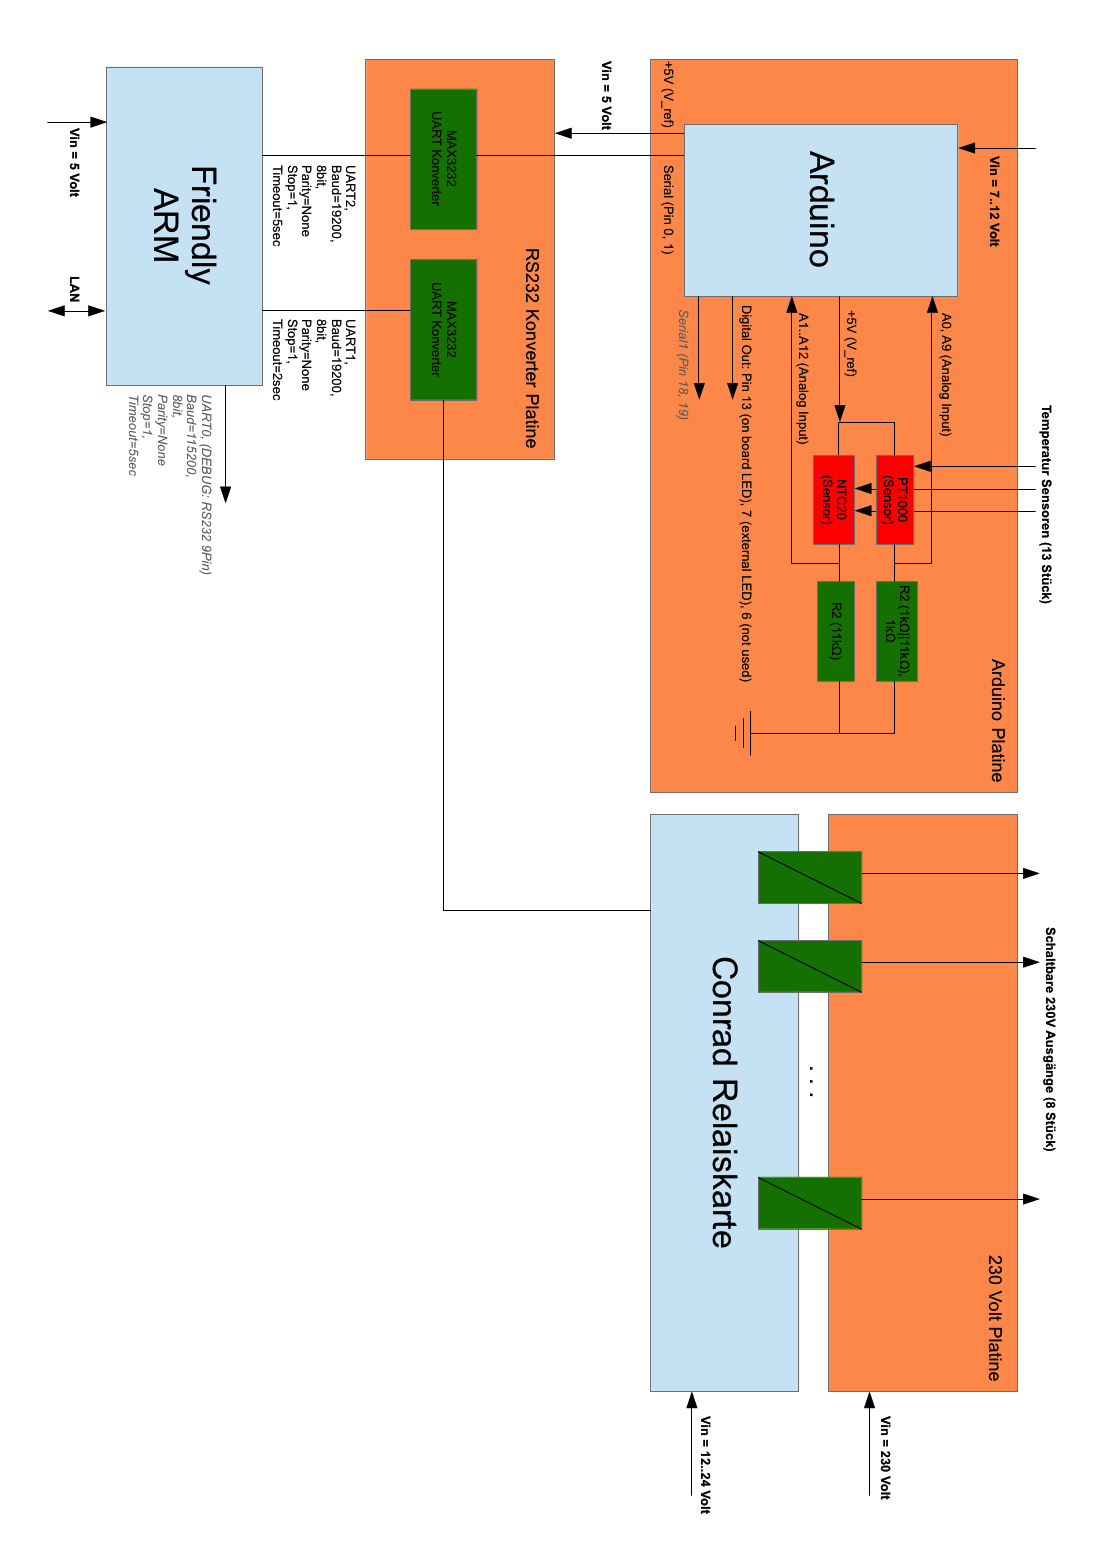 Temperatur Sensoren (13 Stück)
Schaltbare 230V Ausgänge (8 Stück)
Vin = 7..12 Volt
Arduino Platine
230 Volt Platine
A0, A9 (Analog Input)
PT1000
(Sensor)
R2 (1kΩ||11kΩ),
1kΩ
+5V (V_ref)
NTC20
(Sensor)
R2 (11kΩ)
A1..A12 (Analog Input)
Arduino
Digital Out: Pin 13 (on board LED), 7 (external LED), 6 (not used)
Serial1 (Pin 18, 19)
+5V (V_ref)
Serial (Pin 0, 1)
Conrad Relaiskarte
. . .
Vin = 230 Volt
Vin = 12..24 Volt
Vin = 5 Volt
RS232 Konverter Platine
MAX3232
UART Konverter
MAX3232
UART Konverter
UART2,
Baud=19200,
8bit,
Parity=None
Stop=1,
Timeout=5sec
UART1,
Baud=19200,
8bit,
Parity=None
Stop=1,
Timeout=2sec
Friendly
ARM
UART0, (DEBUG: RS232 9Pin)
Baud=115200,
8bit,
Parity=None
Stop=1,
Timeout=5sec
Vin = 5 Volt
LAN